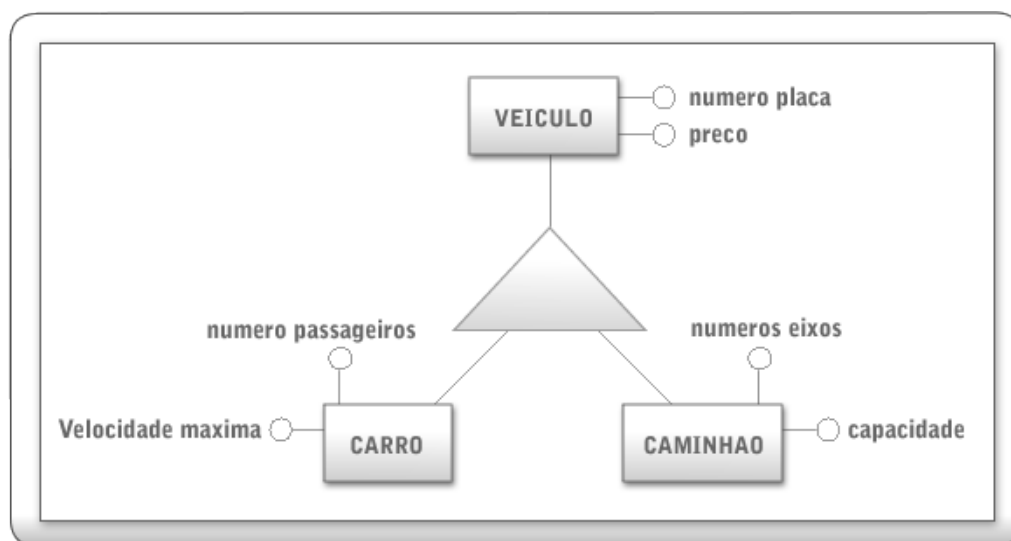 VEICULO
numero placa
preco
numero passageiros
numeros eixos
Velocidade maxima
CARRO
CAMINHAO
capacidade